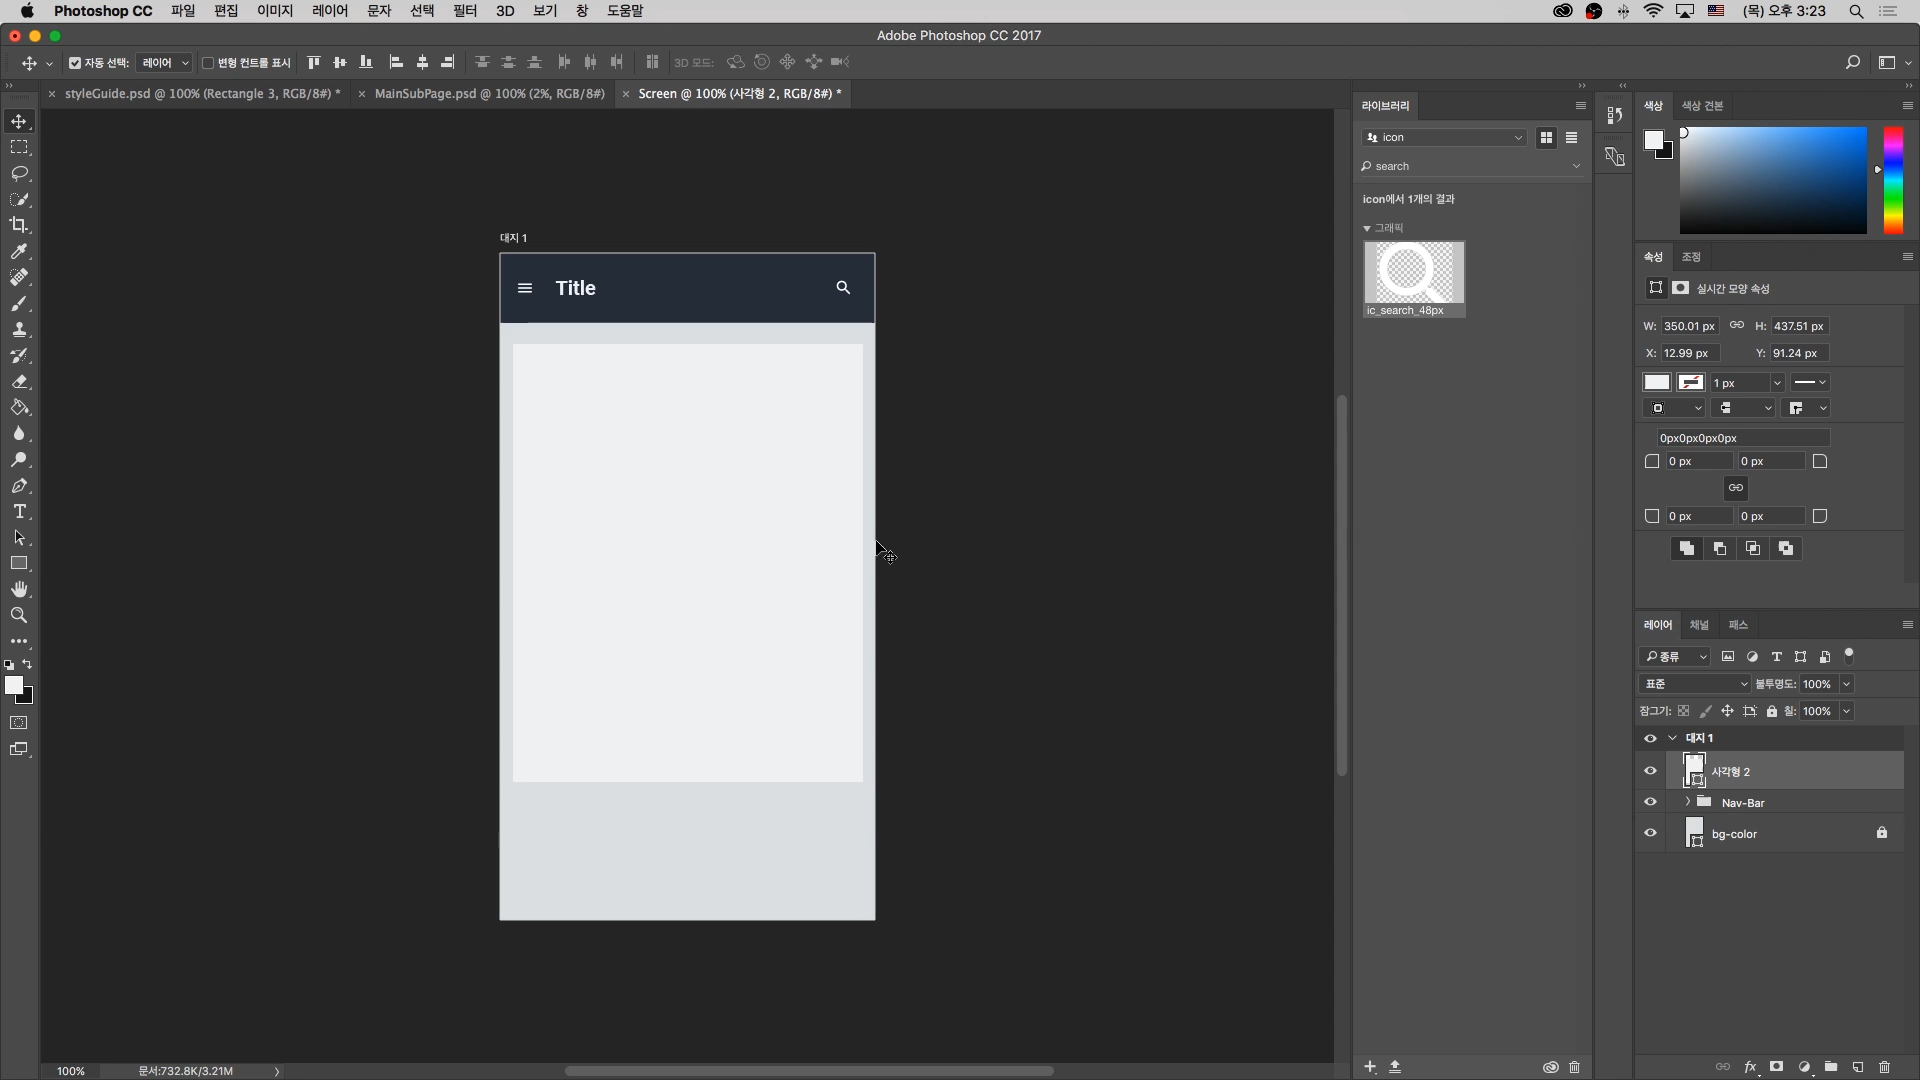 Photoshop CC 파일 편집 이미지 레이어 문자 선택 필터 3D 보기 창 도움말 (목) 오후 3:23
Adobe Photoshop CC 2017
자동 선택: 레이어 변형 컨트롤 표시 3D 모드:
styleGuide.psd @ 100% (Rectangle 3, RGB/8#) * MainSubPage.psd @ 100% (2%, RGB/8#) Screen @ 100% (사각형 2, RGB/8#) *
대지 1
Title
라이브러리
icon
search
icon에서 1개의 결과
그래픽
ic_search_48px
색상 색상 견본
속성 조정
실시간 모양 속성
W: 350.01 px H: 437.51 px
X: 12.99 px Y: 91.24 px
1 px
0px0px0px0px
0 px 0 px
0 px 0 px
레이어 채널 패스
종류
표준 불투명도: 100%
잠그기: 칠: 100%
대지 1
사각형 2
Nav-Bar
bg-color
fx
100% 문서:732.8K/3.21M